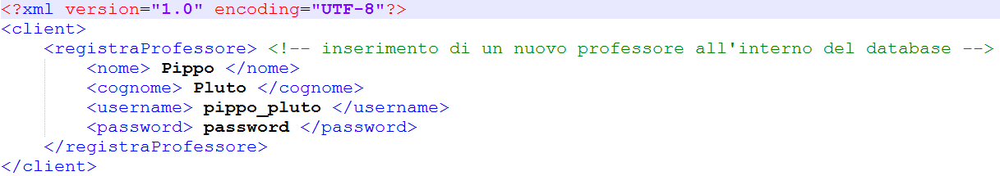 <?xml version="1.0" encoding="UTF-8"?>
<client>
    <registraProfessore> <!-- inserimento di un nuovo professore all'interno del database -->
        <nome> Pippo </nome>
        <cognome> Pluto </cognome>
        <username> pippo_pluto </username>
        <password> password </password>
    </registraProfessore>
</client>